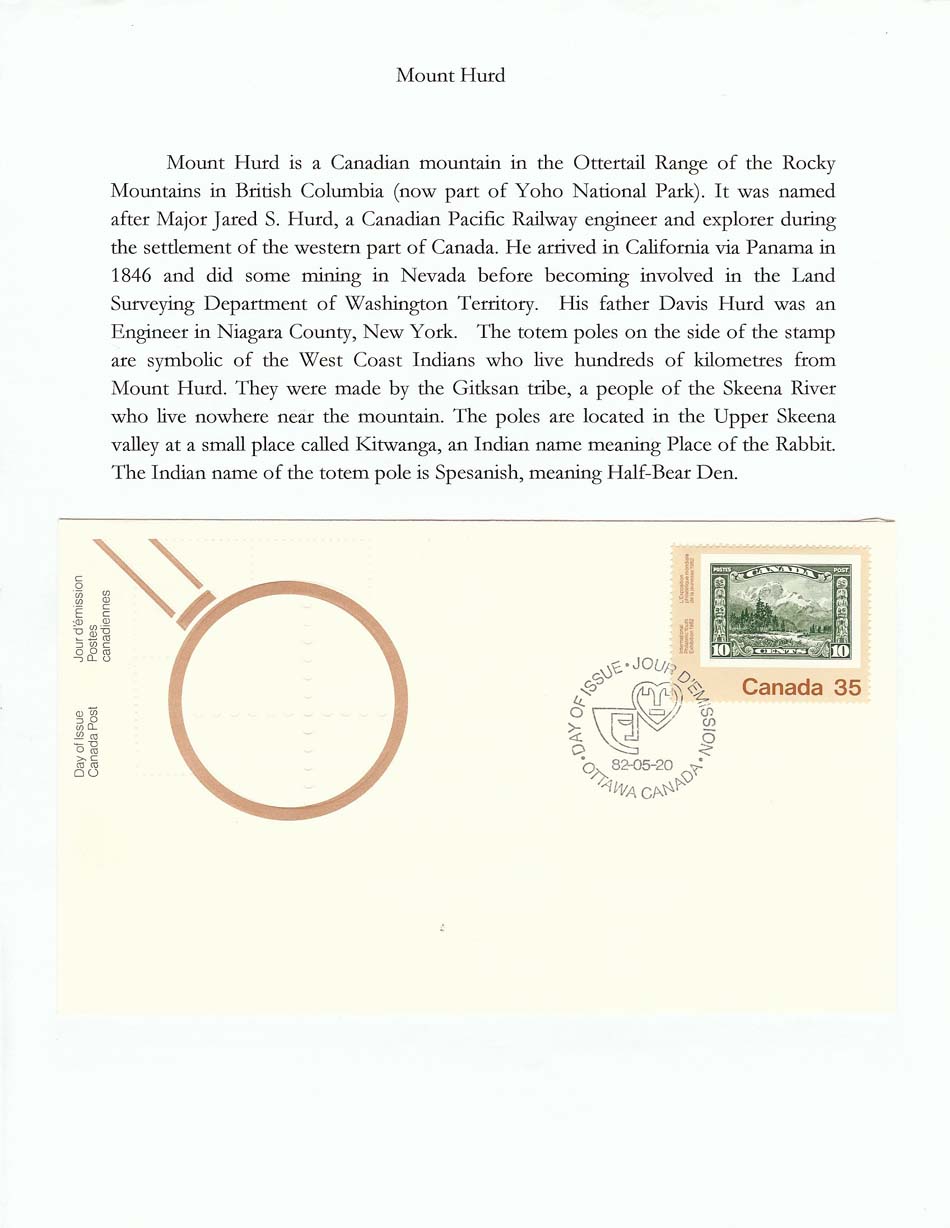 Mount Hurd
Mount Hurd is a Canadian mountain in the Ottertail Range of the Rocky
Mountains in British Columbia (now part of Yoho National Park). It was named
after Major Jared S. Hurd, a Canadian Pacific Railway engineer and explorer during
the settlement of the western part of Canada. He arrived in California via Panama in
1846 and did some mining in Nevada before becoming involved in the Land
Surveying Department of Washington Territory. His father Davis Hurd was an
Engineer in Niagara County, New York. The totem poles on the side of the stamp
are symbolic of the West Coast Indians who live hundreds of kilometres from
Mount Hurd. They were made by the Gitksan tribe, a people of the Skeena River
who live nowhere near the mountain. The poles are located in the Upper Skeena
valley at a small place called Kitwanga, an Indian name meaning Place of the Rabbit.
The Indian name of the totem pole is Spesanish, meaning Half-Bear Den.
Jour d'émission
Postes
canadiennes
Day of Issue
Canada Post
L'Exposition
philatélique mondiale
de la jeunesse 1982
International
Philatelic Youth
Exhibition 1982
POSTES CANADA POST
10 CENTS 10
Canada 35
DAY OF ISSUE • JOUR D'EMISSION
82-05-20
• OTTAWA CANADA •